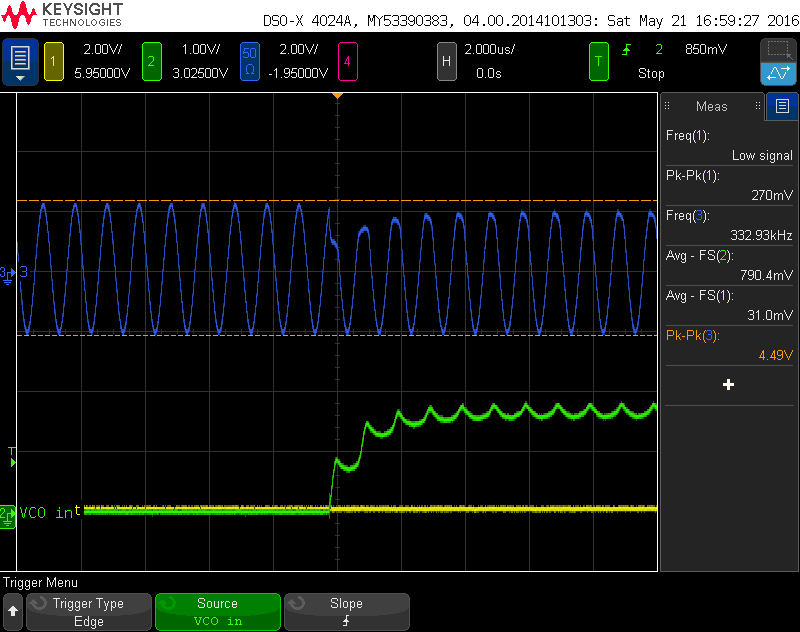 KEYSIGHT
TECHNOLOGIES
DSO-X 4024A, MY53390383, 04.00.2014101303: Sat May 21 16:59:27 2016
1 2.00V/ 5.95000V
2 1.00V/ 3.02500V
50Ω 2.00V/ -1.95000V
4
H 2.000us/ 0.0s
T 2 850mV
Stop
Meas
Freq(1):
Low signal
Pk-Pk(1):
270mV
Freq(3):
332.93kHz
Avg - FS(2):
790.4mV
Avg - FS(1):
31.0mV
Pk-Pk(3):
4.49V
3 3
T
2 VCO int
Trigger Menu
Trigger Type
Edge
Source
VCO in
Slope